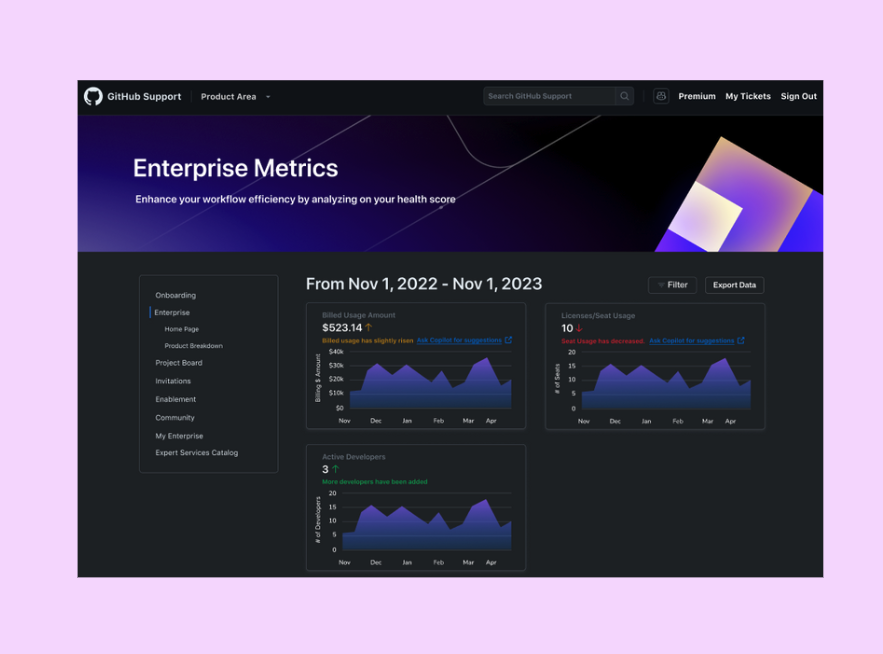 GitHub Support Product Area Search GitHub Support Premium My Tickets Sign Out
Enterprise Metrics
Enhance your workflow efficiency by analyzing on your health score
Onboarding
Enterprise
Home Page
Product Breakdown
Project Board
Invitations
Enablement
Community
My Enterprise
Expert Services Catalog
From Nov 1, 2022 - Nov 1, 2023
Filter
Export Data
Billed Usage Amount
$523.14
Billed usage has slightly risen Ask Copilot for suggestions
Billing $ Amount
$40k
$30k
$20k
$10k
$0
Nov Dec Jan Feb Mar Apr
Licenses/Seat Usage
10
Seat Usage has decreased. Ask Copilot for suggestions
# of Seats
20
15
10
5
0
Nov Dec Jan Feb Mar Apr
Active Developers
3
More developers have been added
# of Developers
20
15
10
5
0
Nov Dec Jan Feb Mar Apr